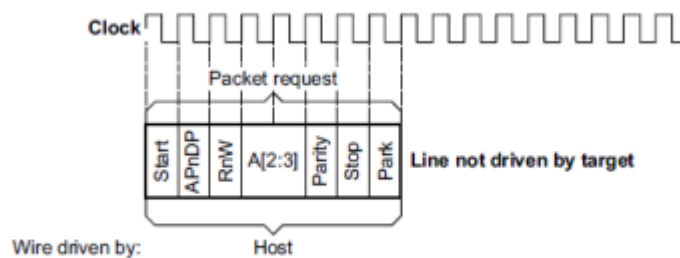 Clock
Packet request
Start APnDP RnW A[2:3] Parity Stop Park Line not driven by target
Wire driven by: Host